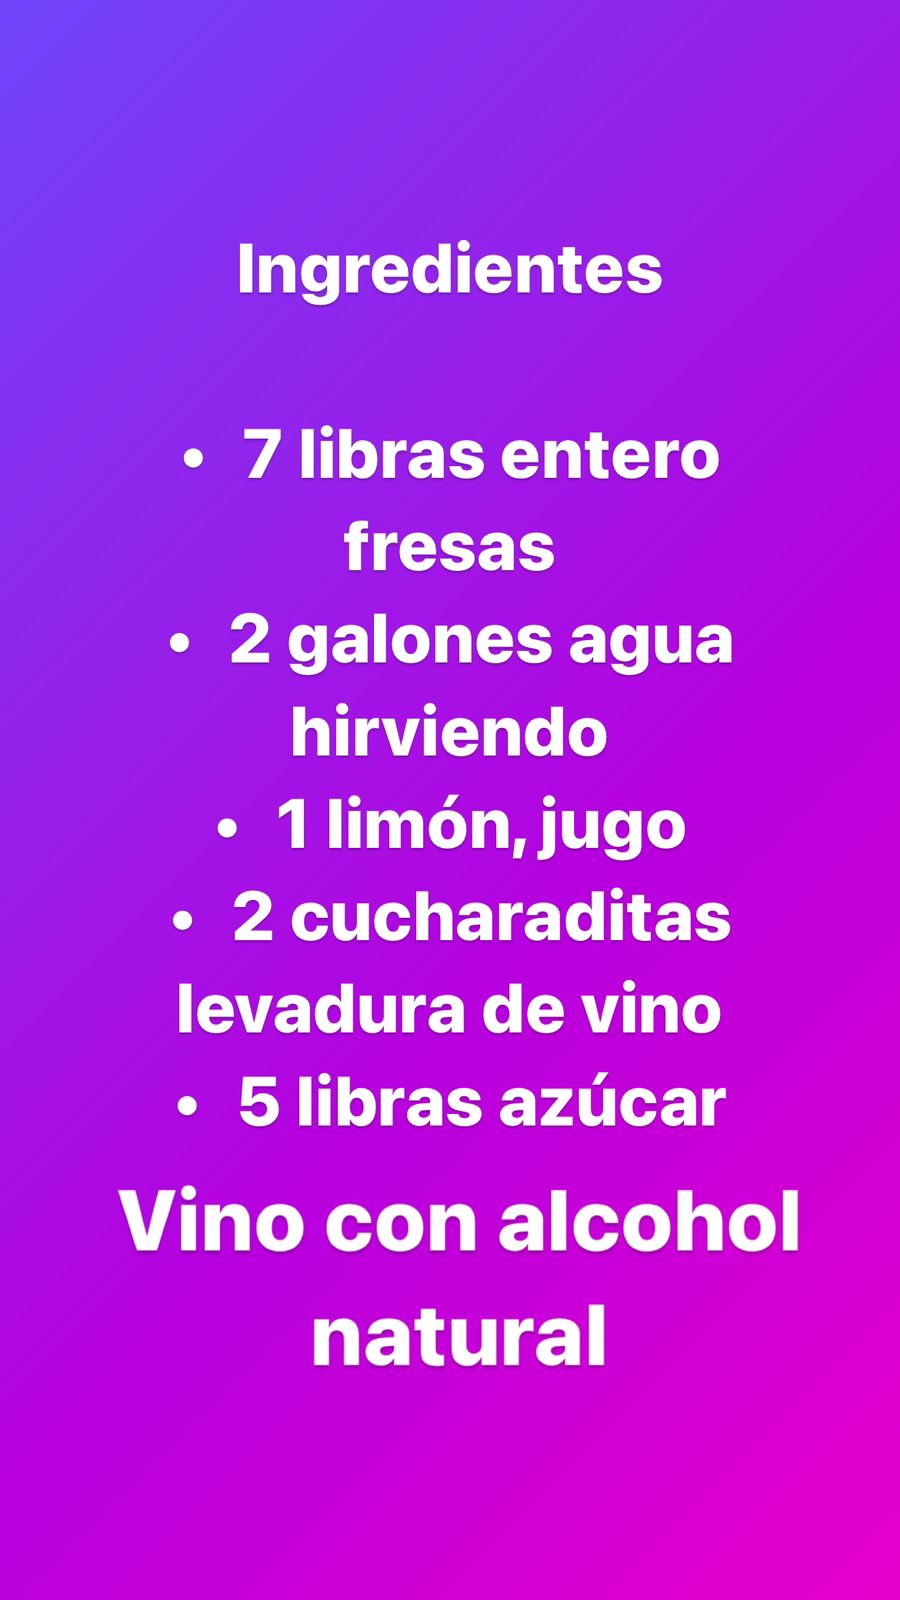 Ingredientes
• 7 libras entero
fresas
• 2 galones agua
hirviendo
• 1 limón, jugo
• 2 cucharaditas
levadura de vino
• 5 libras azúcar
Vino con alcohol
natural